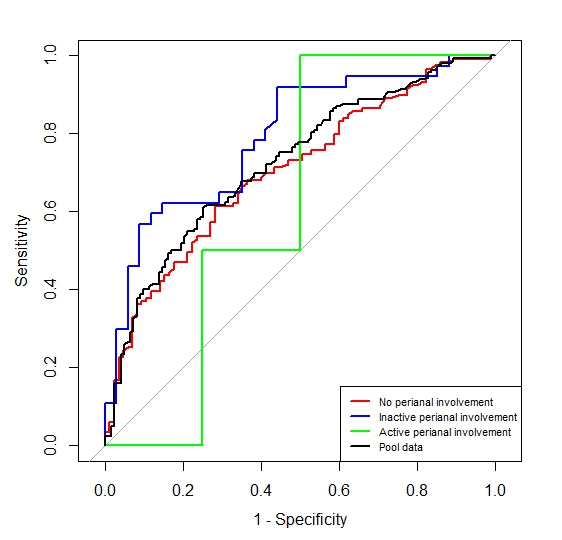 1.0
0.8
0.6
0.4
0.2
0.0
Sensitivity
No perianal involvement
Inactive perianal involvement
Active perianal involvement
Pool data
0.0 0.2 0.4 0.6 0.8 1.0
1 - Specificity